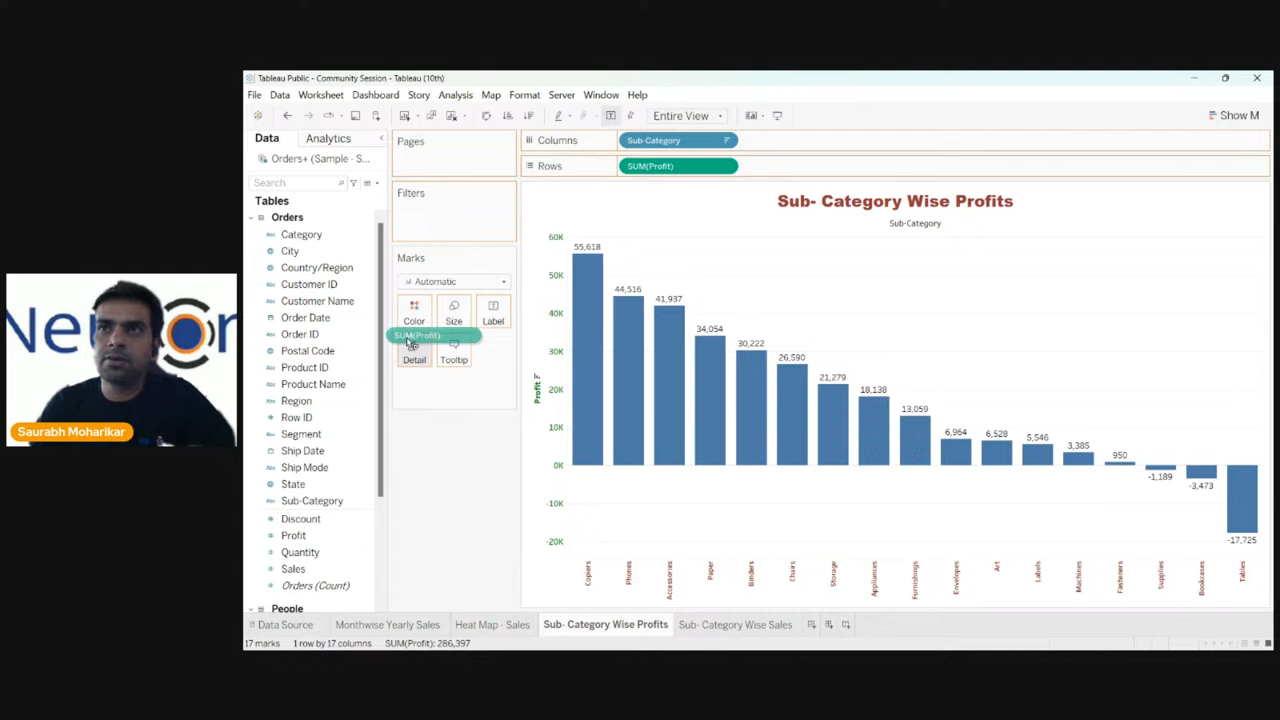 Tableau Public - Community Session - Tableau (10th)
File Data Worksheet Dashboard Story Analysis Map Format Server Window Help
Entire View
Show M
Data Analytics
Orders+ (Sample - S...
Search
Tables
Orders
Category
City
Country/Region
Customer ID
Customer Name
Order Date
Order ID
Postal Code
Product ID
Product Name
Region
Row ID
Segment
Ship Date
Ship Mode
State
Sub-Category
Discount
Profit
Quantity
Sales
Orders (Count)
People
Pages
Filters
Marks
Automatic
Color Size Label
SUM(Profit)
Detail Tooltip
Columns Sub-Category
Rows SUM(Profit)
Sub- Category Wise Profits
Sub-Category
Profit
60K
50K
40K
30K
20K
10K
0K
-10K
-20K
55,618
44,516
41,937
34,054
30,222
26,590
21,279
18,138
13,059
6,964
6,528
5,546
3,385
950
-1,189
-3,473
-17,725
Copiers
Phones
Accessories
Paper
Binders
Chairs
Storage
Appliances
Furnishings
Envelopes
Art
Labels
Machines
Fasteners
Supplies
Bookcases
Tables
Data Source Monthwise Yearly Sales Heat Map - Sales Sub- Category Wise Profits Sub- Category Wise Sales
17 marks 1 row by 17 columns SUM(Profit): 286,397
Saurabh Moharikar